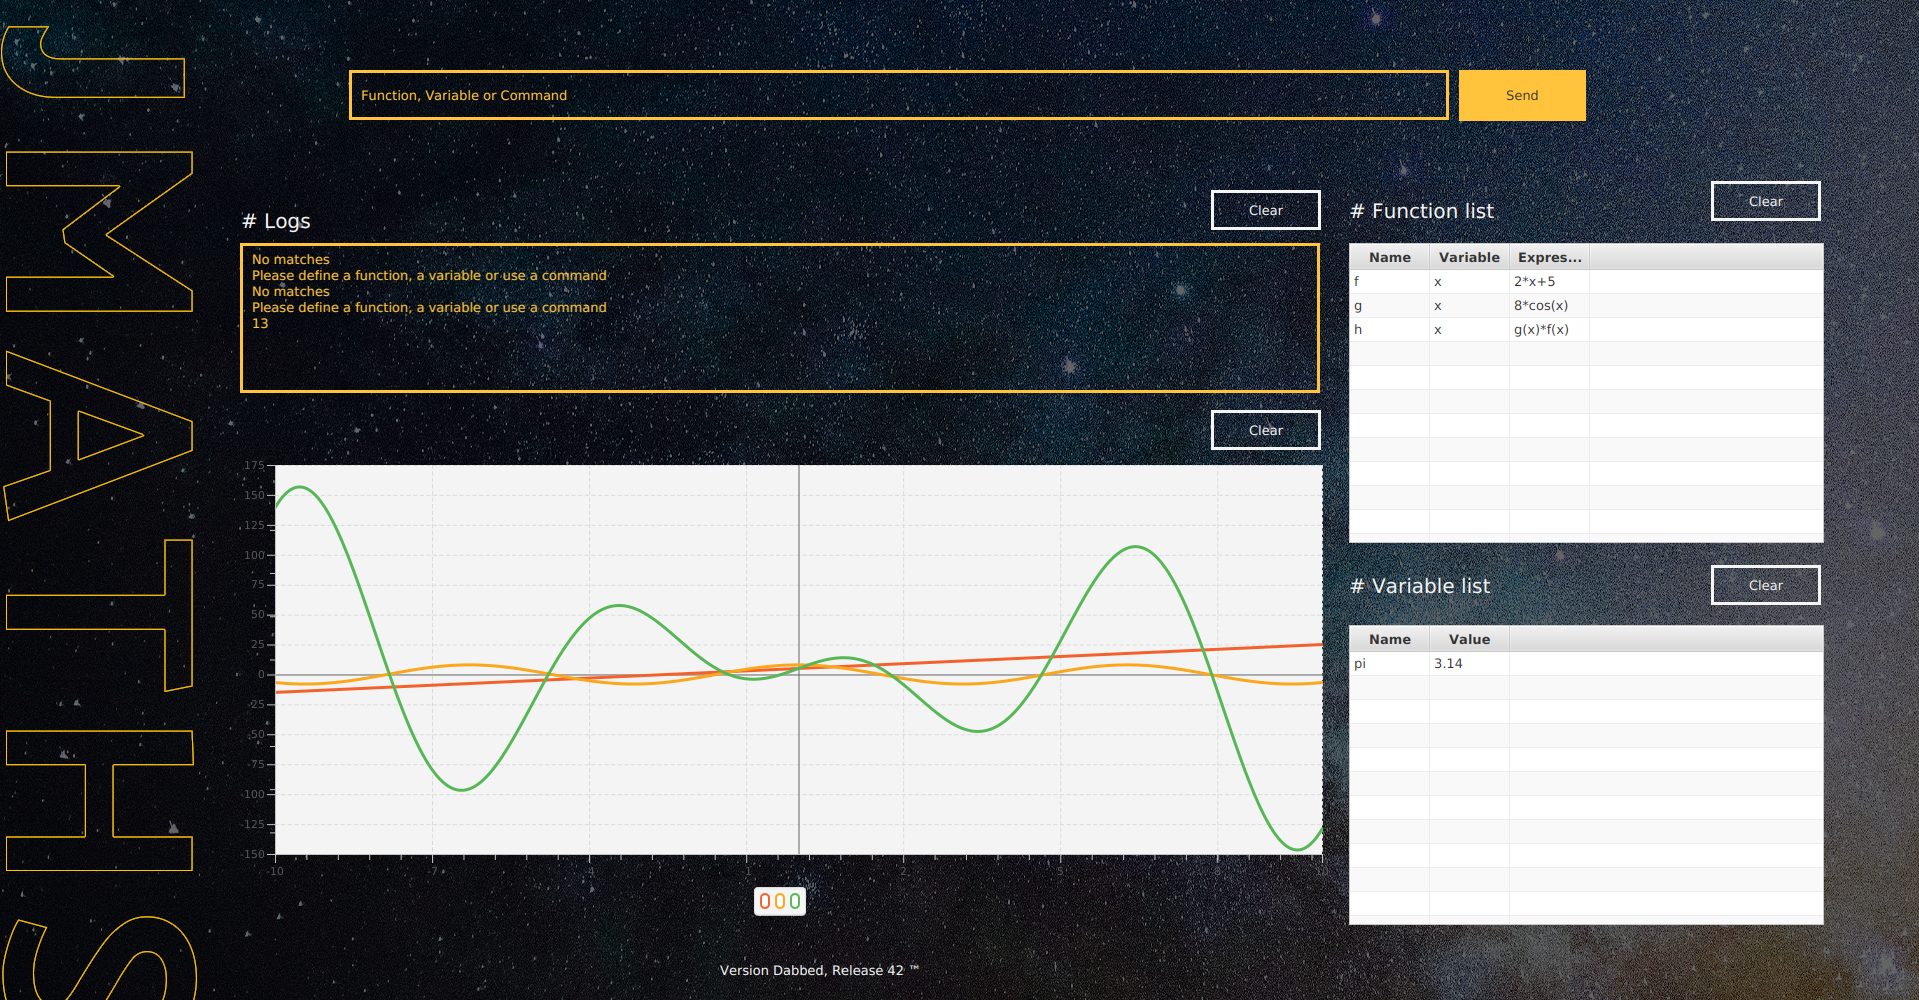 JMATHS
Function, Variable or Command
Send
# Logs
Clear
No matches
Please define a function, a variable or use a command
No matches
Please define a function, a variable or use a command
13
Clear
175
150
125
100
75
50
25
0
-25
-50
-75
-100
-125
-150
-10 -7 -4 -1 2 5 8 10
Version Dabbed, Release 42 ™
# Function list
Clear
Name Variable Expres...
f x 2*x+5
g x 8*cos(x)
h x g(x)*f(x)
# Variable list
Clear
Name Value
pi 3.14